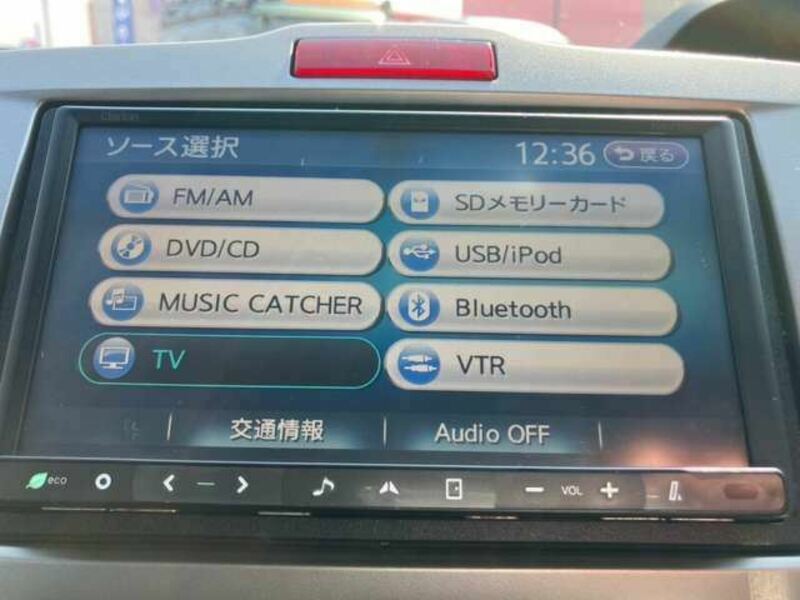 Clarion
ソース選択
12:36 戻る
FM/AM
SDメモリーカード
DVD/CD
USB/iPod
MUSIC CATCHER
Bluetooth
TV
VTR
交通情報
Audio OFF
eco
VOL